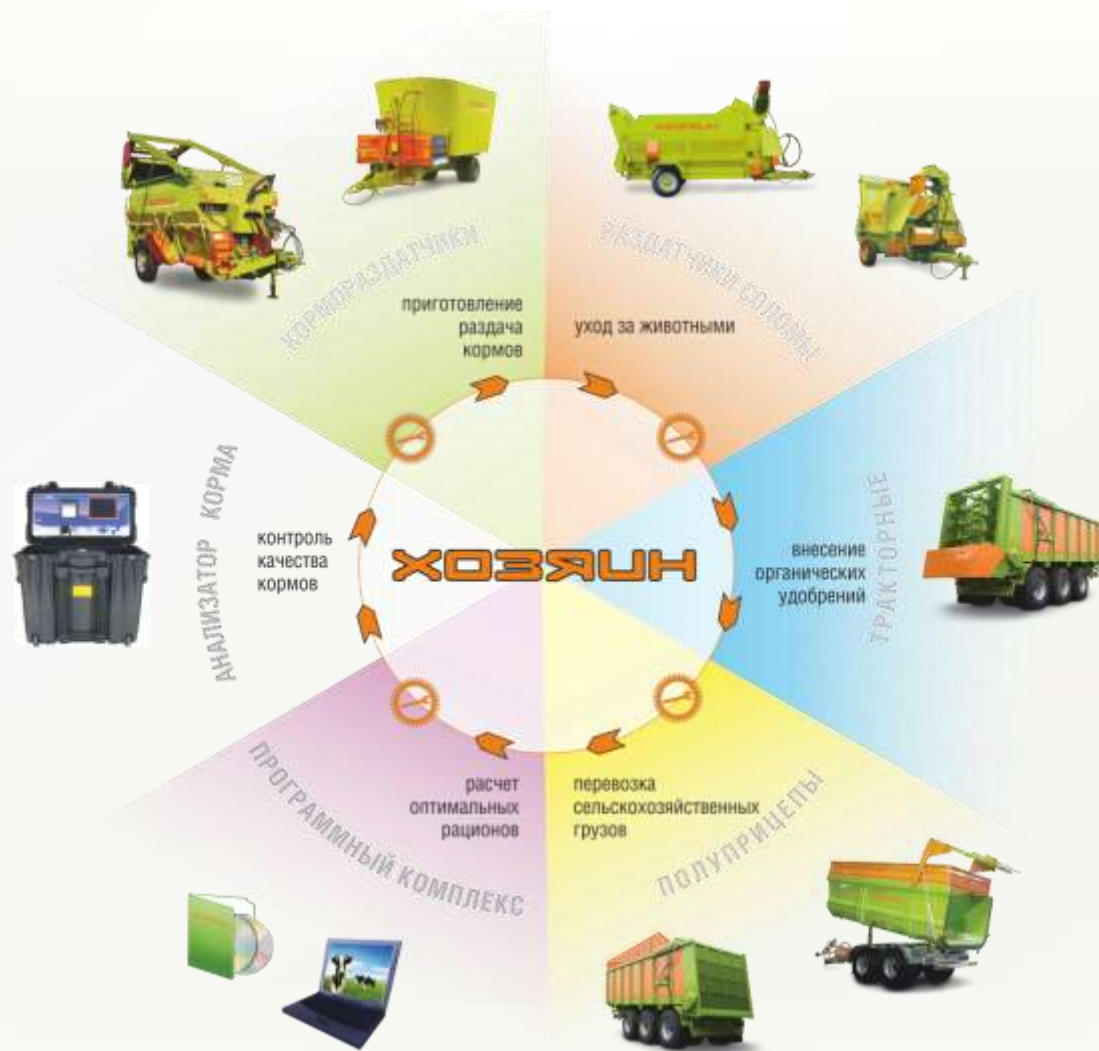 КОРМОРАЗДАТЧИКИ
приготовление
раздача
кормов
РАЗДАТЧИКИ СОЛОМЫ
уход за животными
ТРАКТОРНЫЕ
внесение
органических
удобрений
ПОЛУПРИЦЕПЫ
перевозка
сельскохозяйственных
грузов
ПРОГРАММНЫЙ КОМПЛЕКС
расчет
оптимальных
рационов
АНАЛИЗАТОР КОРМА
контроль
качества
кормов
ХОЗЯИН